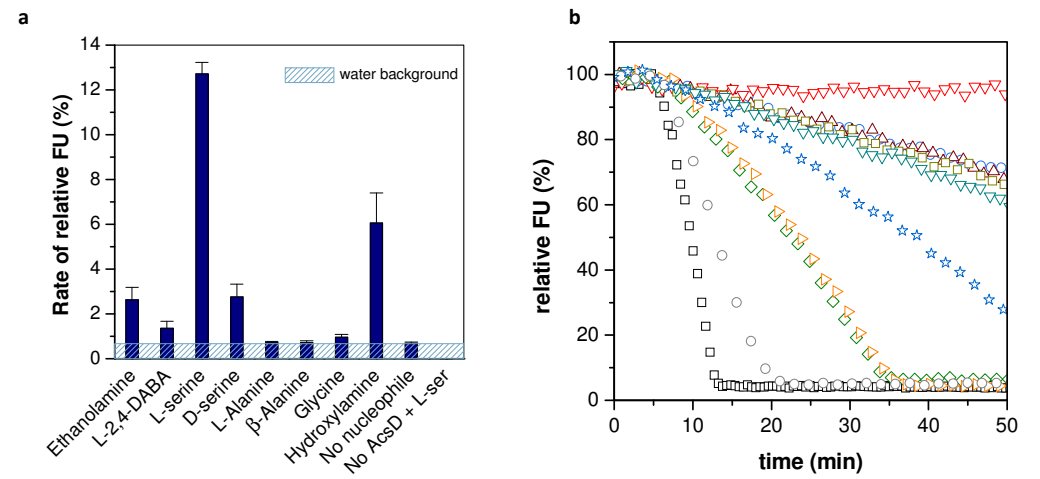 a
b
14
12
10
8
6
4
2
0
Rate of relative FU (%)
water background
Ethanolamine
L-2,4-DABA
L-serine
D-serine
L-Alanine
β-Alanine
Glycine
Hydroxylamine
No nucleophile
No AcsD + L-ser
100
80
60
40
20
0
relative FU (%)
0 10 20 30 40 50
time (min)